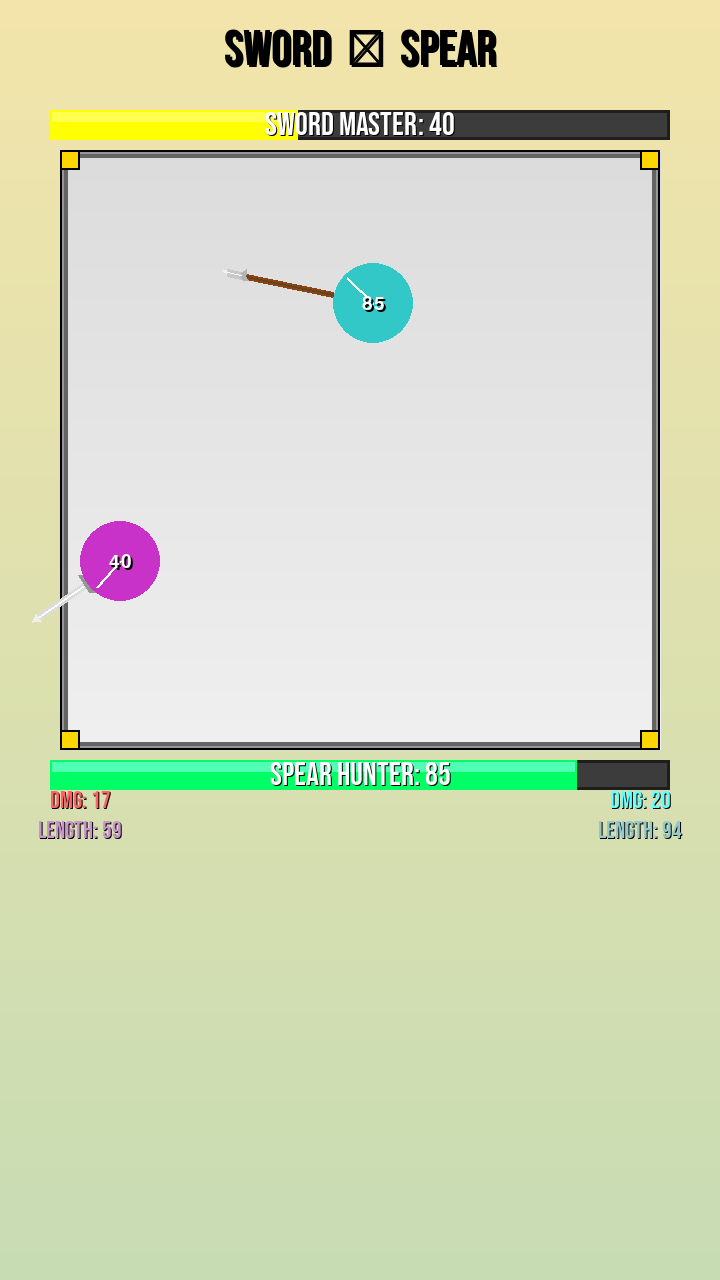 SWORD ⚔ SPEAR
SWORD MASTER: 40
85
40
SPEAR HUNTER: 85
DMG: 17
DMG: 20
LENGTH: 59
LENGTH: 94